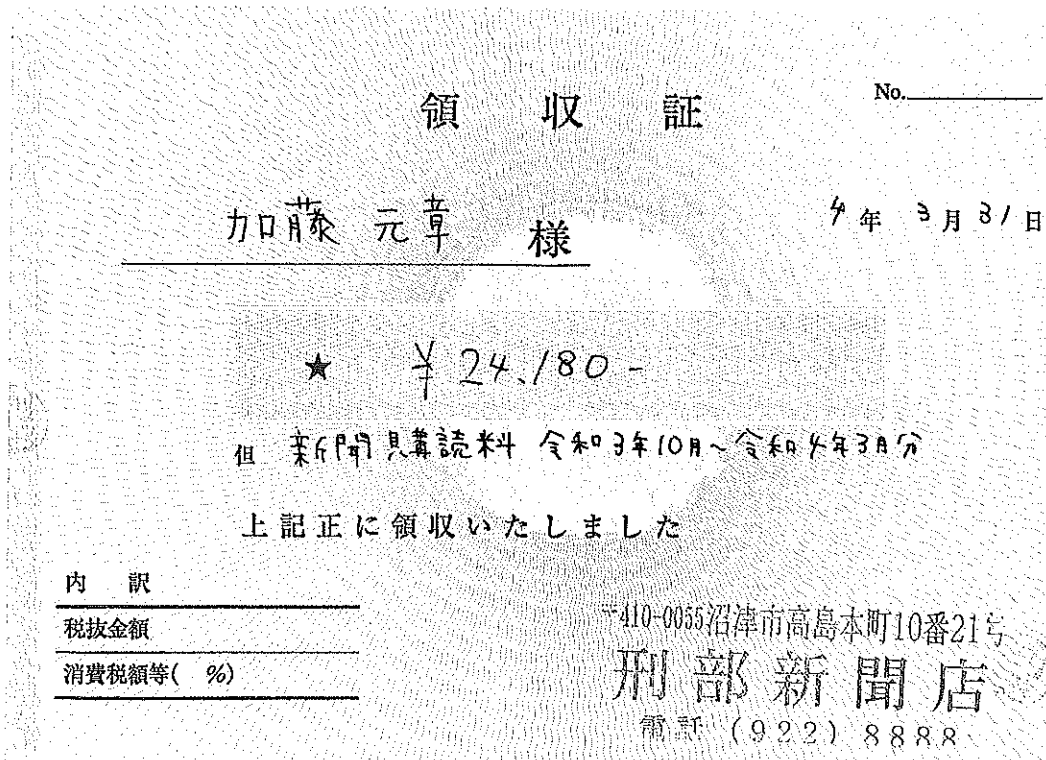 領収証
No.
加藤 元章 様
4年 3月 31日
★ ¥24,180-
但 新聞購読料 令和3年10月~令和4年3月分
上記正に領収いたしました
内 訳
税抜金額
消費税額等( %)
〒410-0055沼津市高島本町10番21号
刑部新聞店
電話 (922) 8888